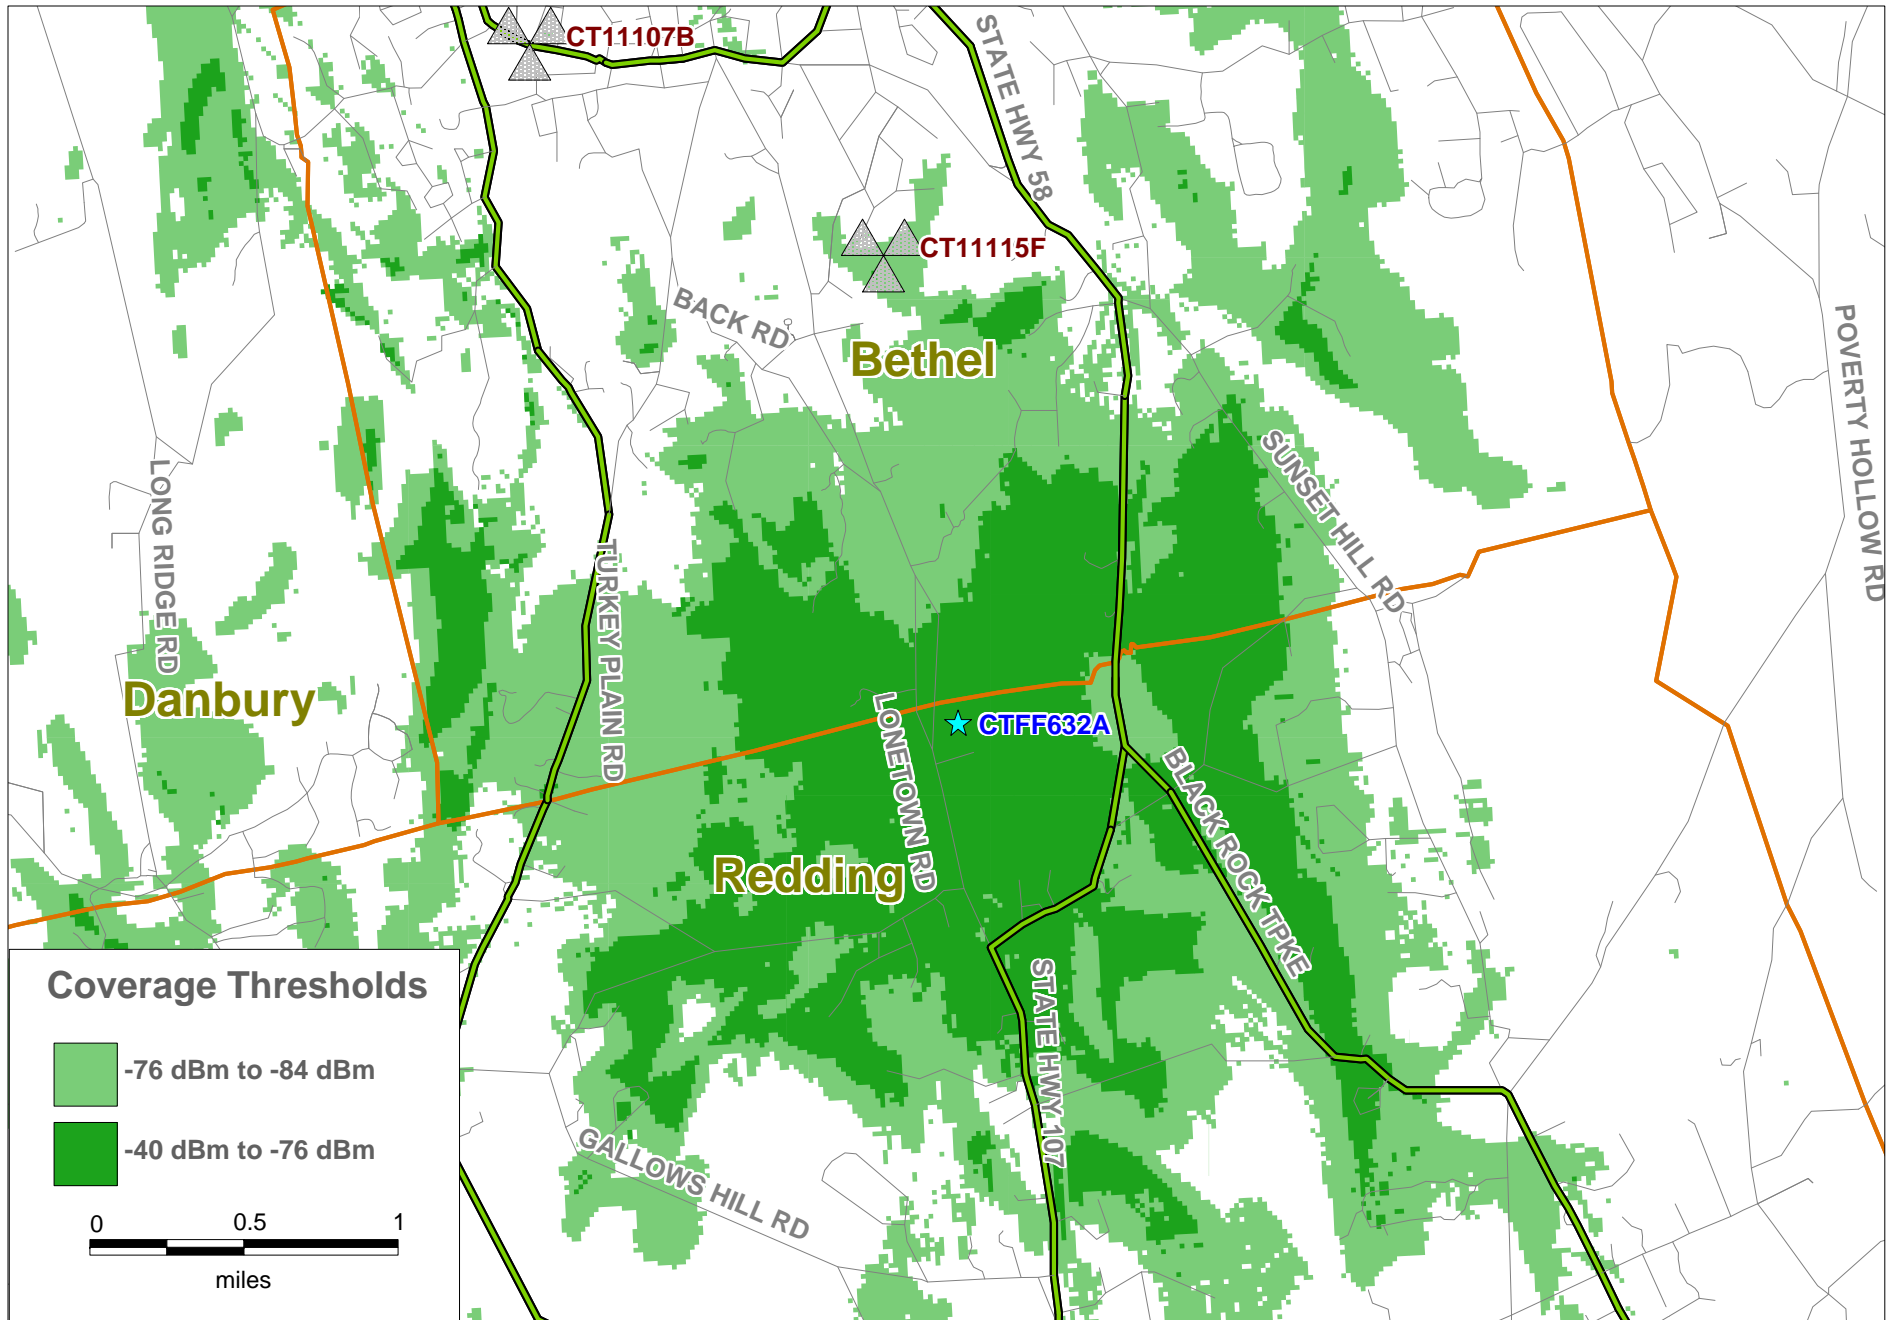 CT11107B
STATE HWY 58
CT11115F
BACK RD
Bethel
POVERTY HOLLOW RD
SUNSET HILL RD
LONG RIDGE RD
TURKEY PLAIN RD
Danbury
LONETOWN RD
CTFF632A
BLACK ROCK TPKE
Redding
STATE HWY 107
GALLOWS HILL RD
Coverage Thresholds
-76 dBm to -84 dBm
-40 dBm to -76 dBm
0 0.5 1
miles